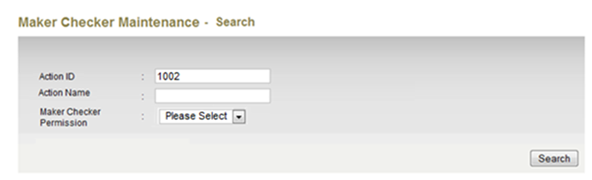 Maker Checker Maintenance - Search
Action ID : 1002
Action Name :
Maker Checker : Please Select
Permission
Search